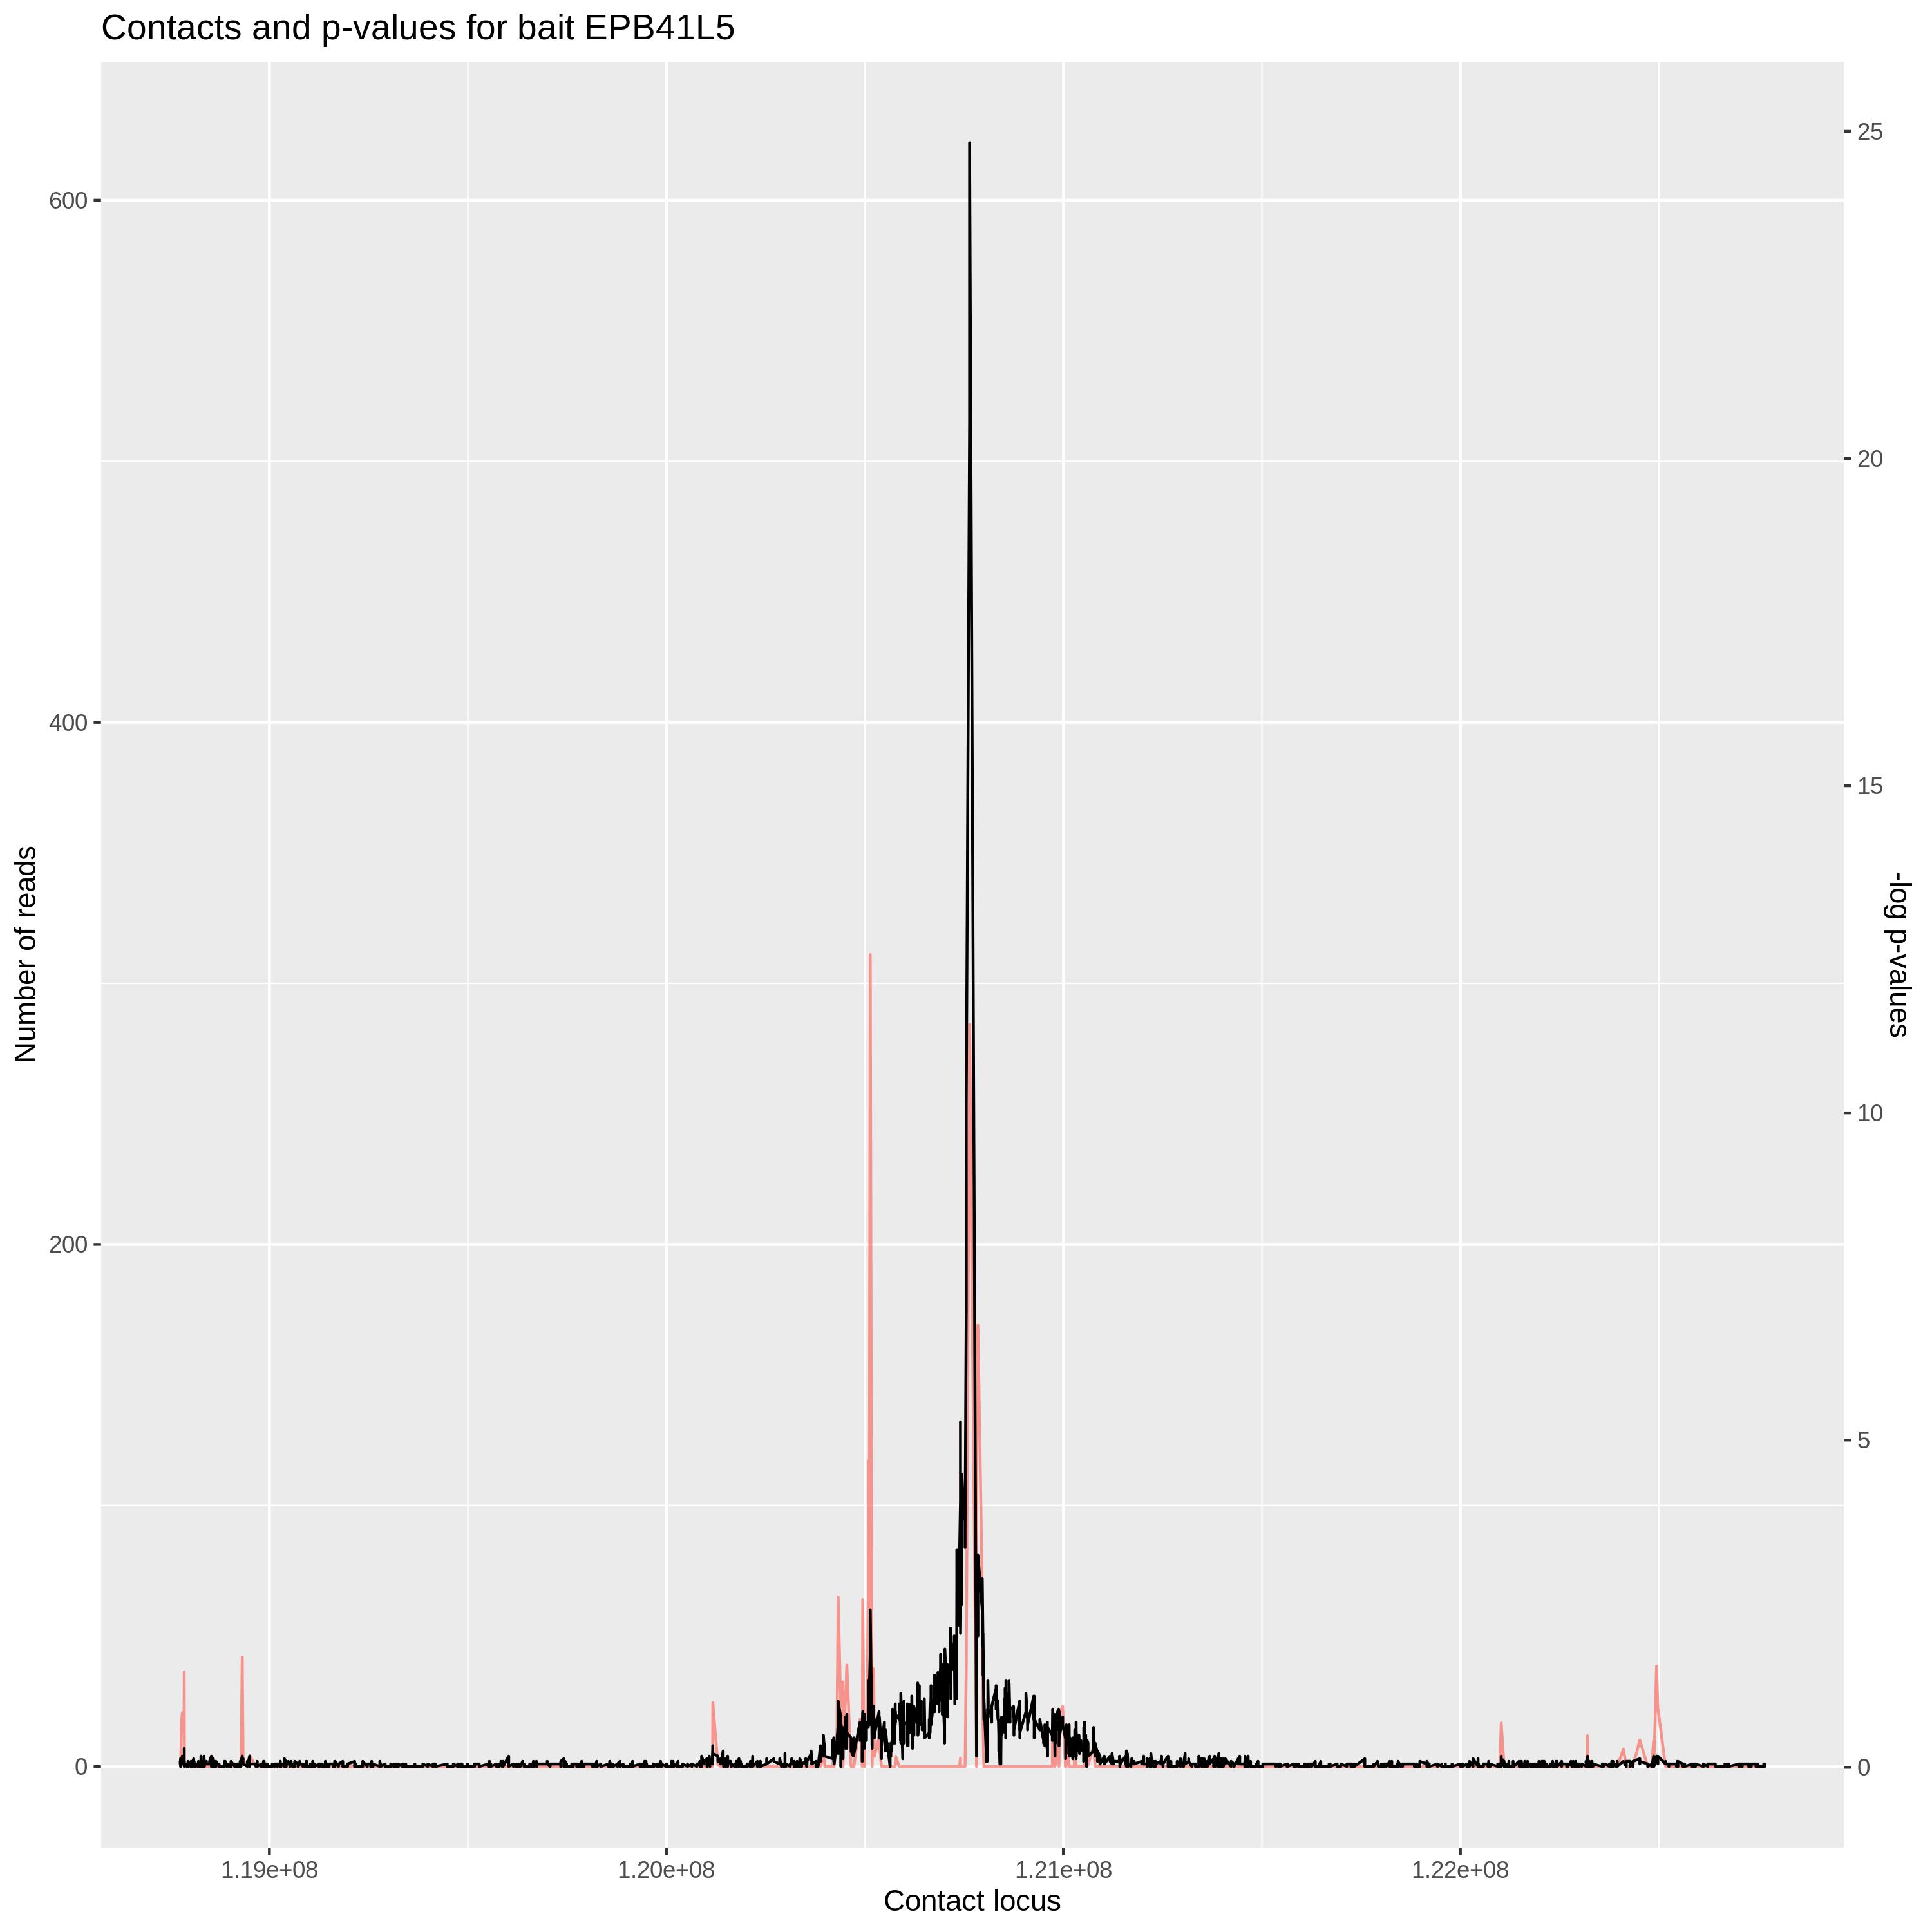 Contacts and p-values for bait EPB41L5
600
400
200
0
Number of reads
25
20
15
10
5
0
-log p-values
1.19e+08
1.20e+08
1.21e+08
1.22e+08
Contact locus